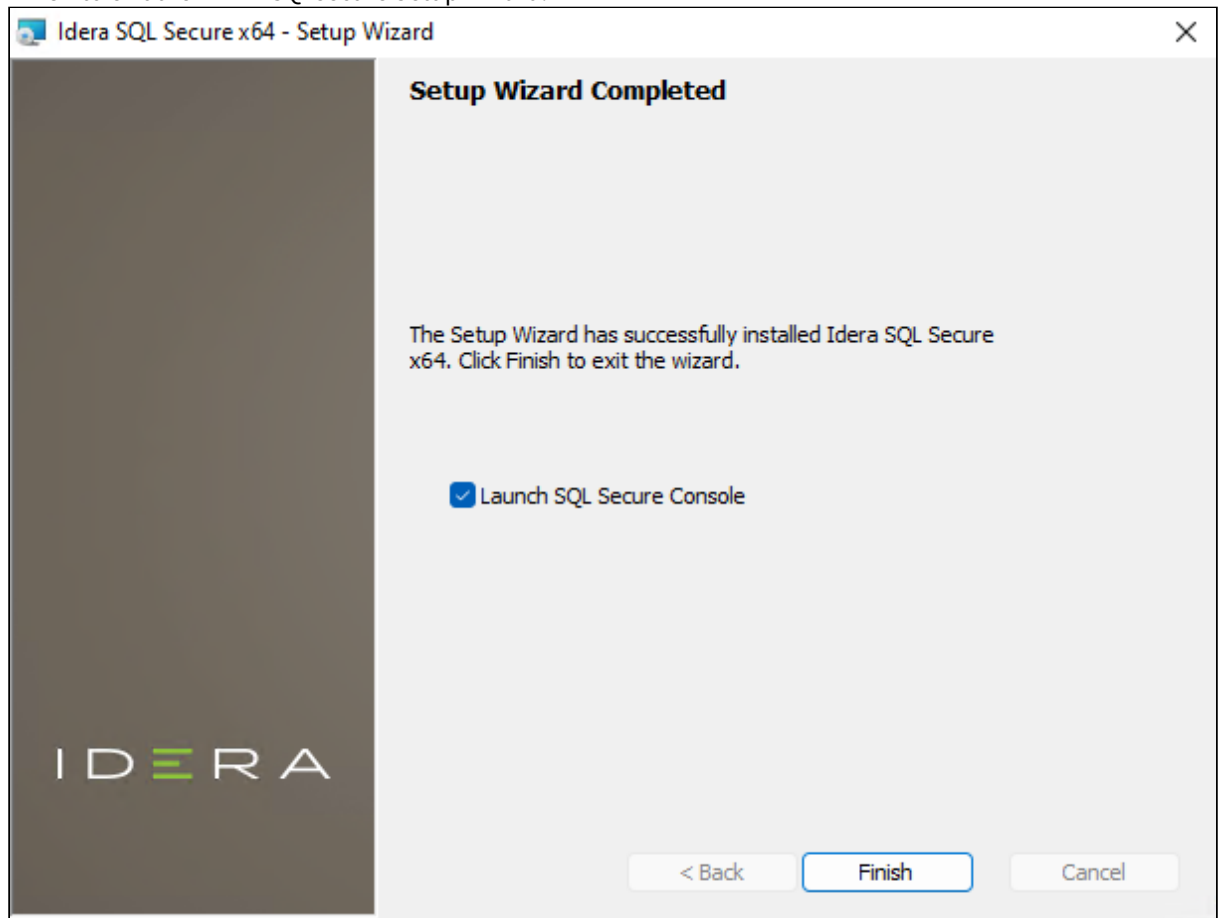 Idera SQL Secure x64 - Setup Wizard
Setup Wizard Completed
The Setup Wizard has successfully installed Idera SQL Secure
x64. Click Finish to exit the wizard.
Launch SQL Secure Console
IDERA
< Back
Finish
Cancel